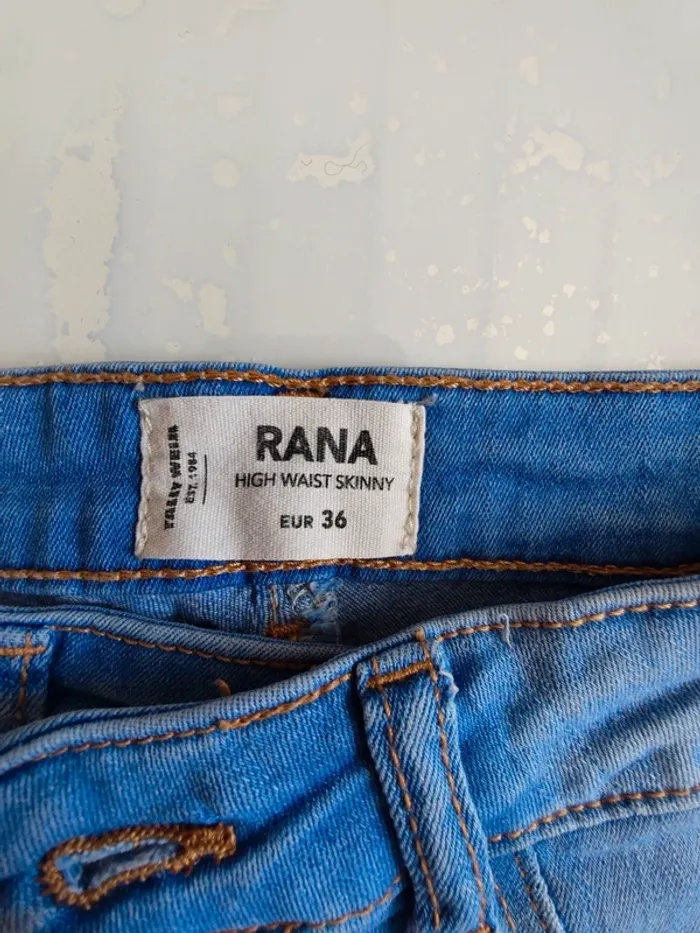 TALLY WEiJL
EST. 1984
RANA
HIGH WAIST SKINNY
EUR 36